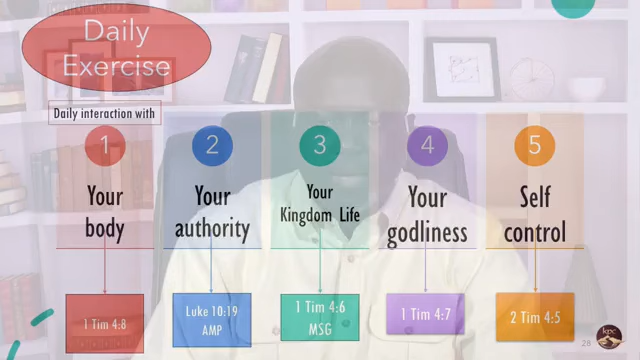 Daily
Exercise
Daily interaction with
1
Your
body
1 Tim 4:8
2
Your
authority
Luke 10:19
AMP
3
Your
Kingdom Life
1 Tim 4:6
MSG
4
Your
godliness
1 Tim 4:7
5
Self
control
2 Tim 4:5
28
kpc